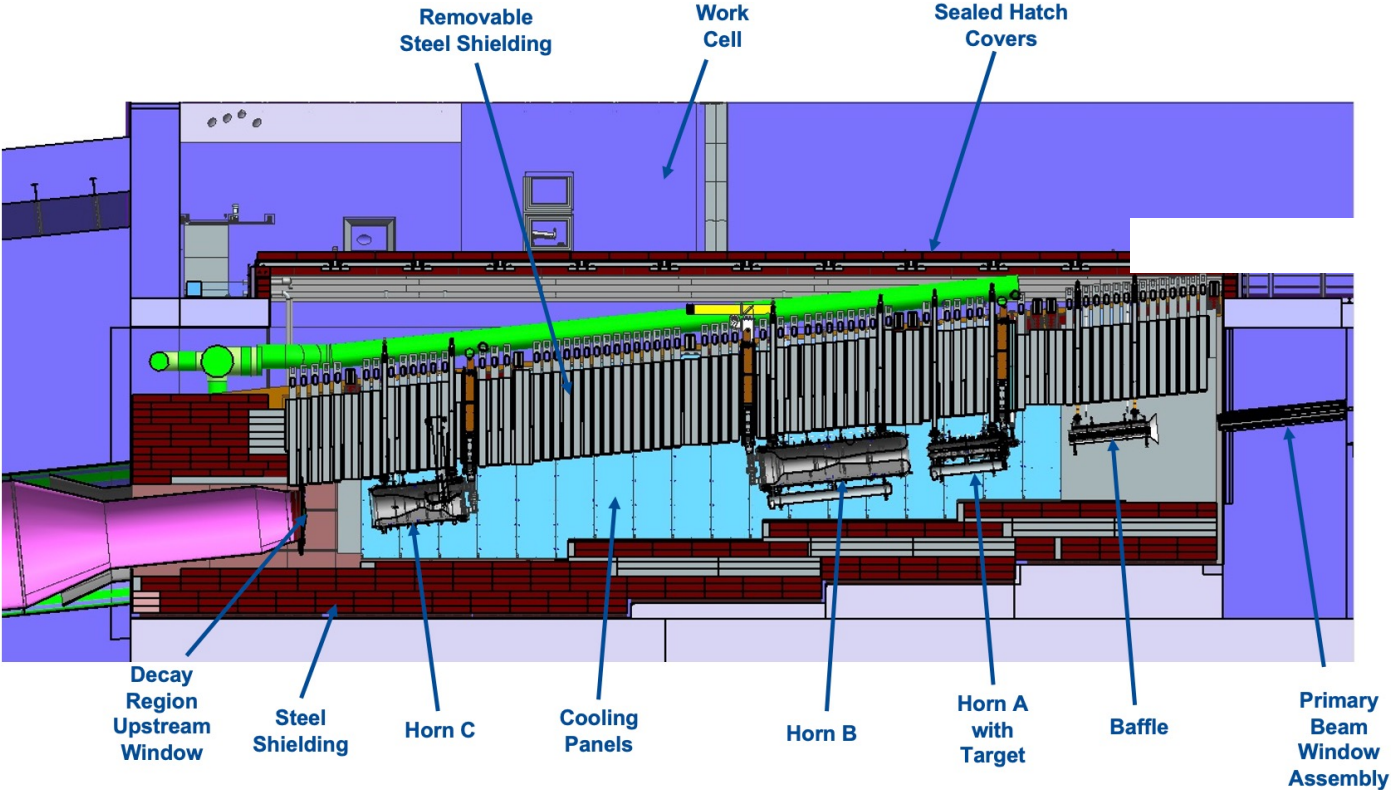 Removable
Steel Shielding
Work
Cell
Sealed Hatch
Covers
Decay
Region
Upstream
Window
Steel
Shielding
Horn C
Cooling
Panels
Horn B
Horn A
with
Target
Baffle
Primary
Beam
Window
Assembly